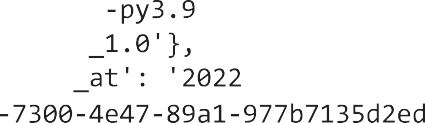 -py3.9
_1.0'},
_at': '2022
-7300-4e47-89a1-977b7135d2ed